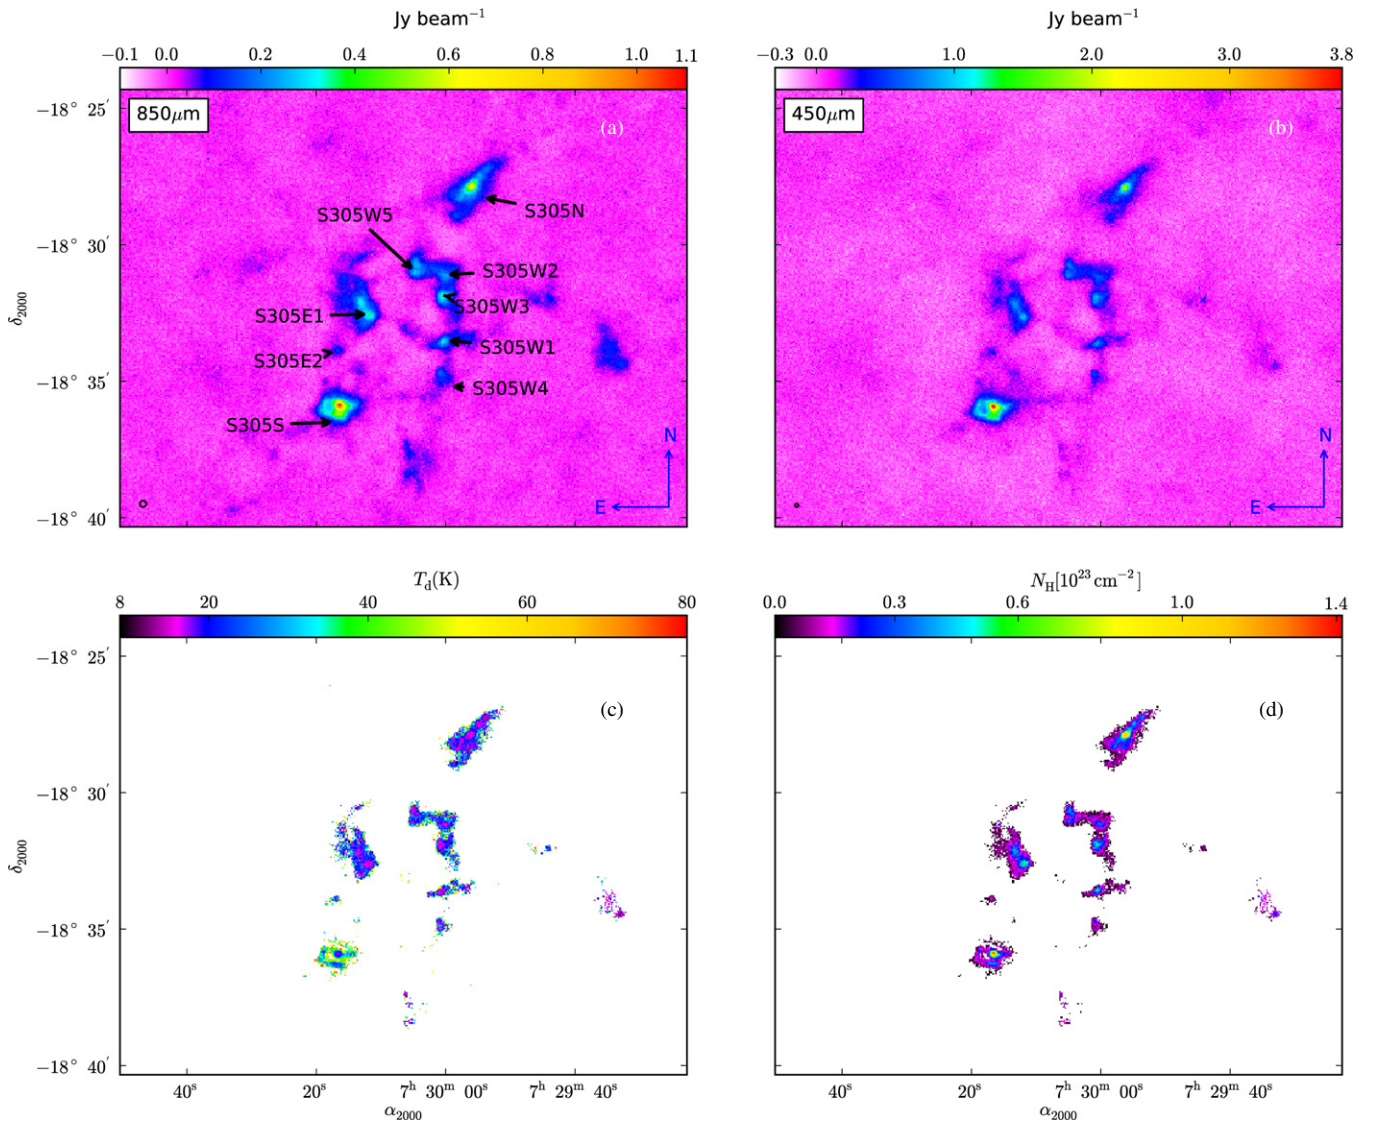 Jy beam⁻¹
Jy beam⁻¹
−0.1 0.0 0.2 0.4 0.6 0.8 1.0 1.1
−0.3 0.0 1.0 2.0 3.0 3.8
850μm
(a)
450μm
(b)
−18° 25′
−18° 30′
−18° 35′
−18° 40′
δ₂₀₀₀
S305W5
S305N
S305W2
S305W3
S305E1
S305W1
S305E2
S305W4
S305S
N
E
N
E
T_d(K)
N_H[10²³ cm⁻²]
8 20 40 60 80
0.0 0.3 0.6 1.0 1.4
(c)
(d)
−18° 25′
−18° 30′
−18° 35′
−18° 40′
δ₂₀₀₀
40ˢ 20ˢ 7ʰ 30ᵐ 00ˢ 7ʰ 29ᵐ 40ˢ
40ˢ 20ˢ 7ʰ 30ᵐ 00ˢ 7ʰ 29ᵐ 40ˢ
α₂₀₀₀
α₂₀₀₀